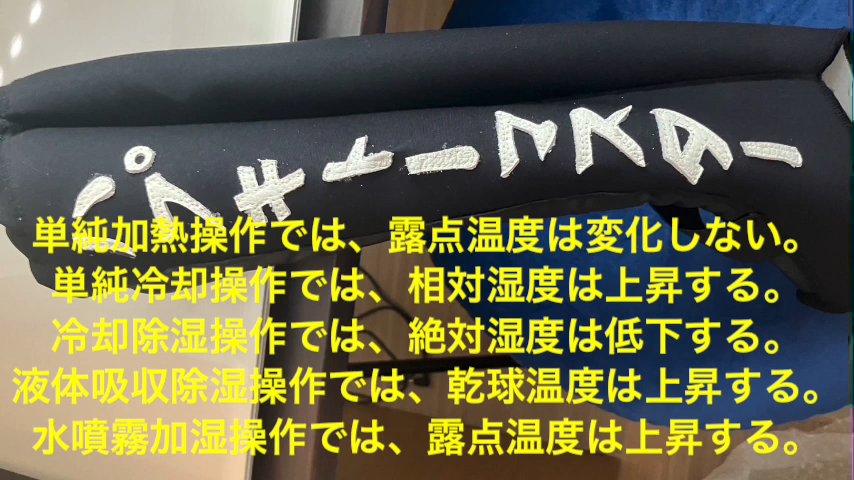 キトーマスター
単純加熱操作では、露点温度は変化しない。
単純冷却操作では、相対湿度は上昇する。
冷却除湿操作では、絶対湿度は低下する。
液体吸収除湿操作では、乾球温度は上昇する。
水噴霧加湿操作では、露点温度は上昇する。